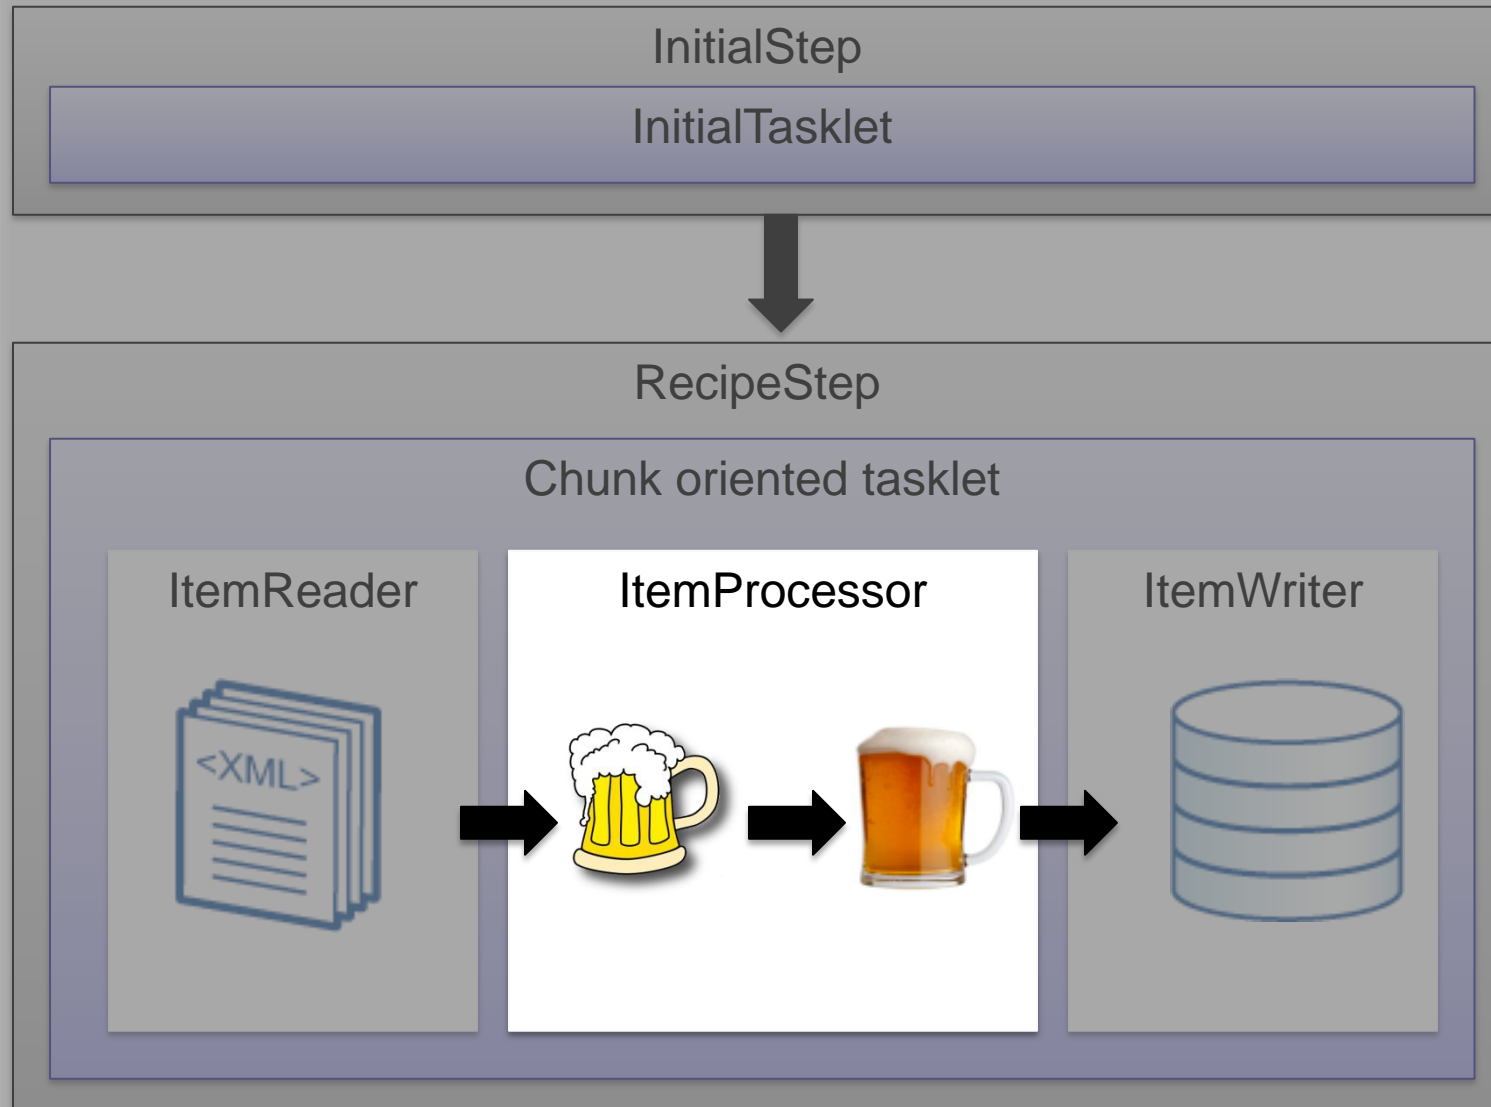 InitialStep
InitialTasklet
RecipeStep
Chunk oriented tasklet
ItemReader
ItemProcessor
ItemWriter
<XML>